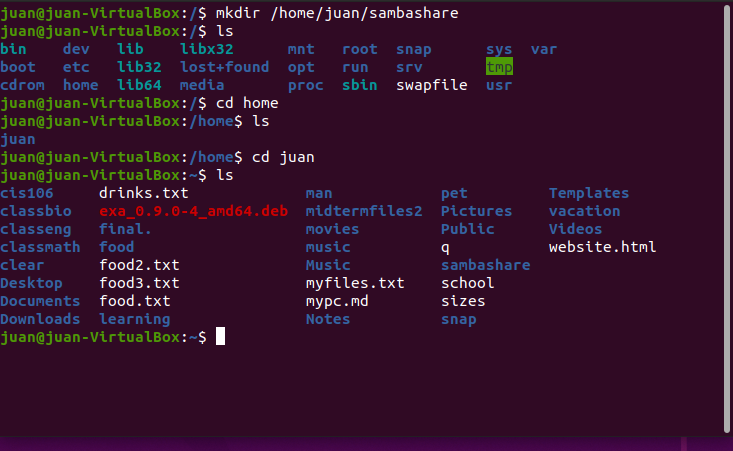 juan@juan-VirtualBox:/$ mkdir /home/juan/sambashare
juan@juan-VirtualBox:/$ ls
bin dev lib libx32 mnt root snap sys var
boot etc lib32 lost+found opt run srv tmp
cdrom home lib64 media proc sbin swapfile usr
juan@juan-VirtualBox:/$ cd home
juan@juan-VirtualBox:/home$ ls
juan
juan@juan-VirtualBox:/home$ cd juan
juan@juan-VirtualBox:~$ ls
cis106 drinks.txt man pet Templates
classbio exa_0.9.0-4_amd64.deb midtermfiles2 Pictures vacation
classeng final. movies Public Videos
classmath food music q website.html
clear food2.txt Music sambashare
Desktop food3.txt myfiles.txt school
Documents food.txt mypc.md sizes
Downloads learning Notes snap
juan@juan-VirtualBox:~$